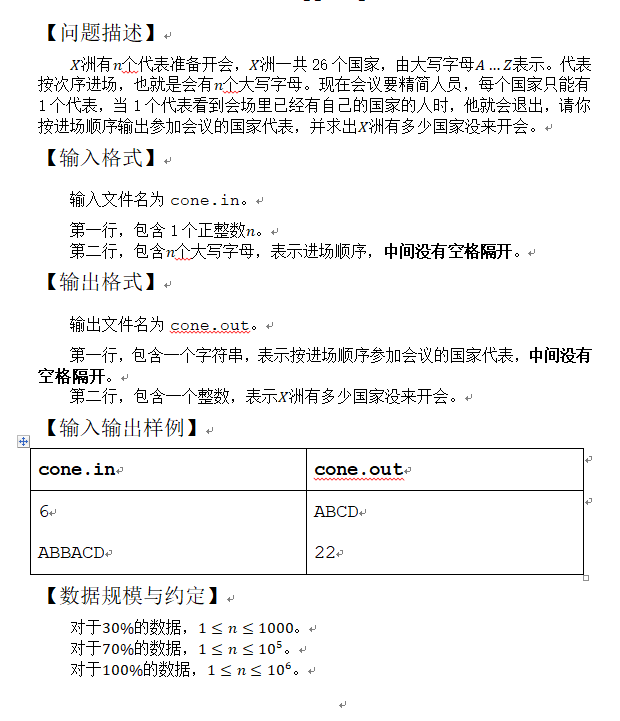 【问题描述】
X洲有n个代表准备开会，X洲一共 26 个国家，由大写字母A …Z表示。代表
按次序进场，也就是会有n个大写字母。现在会议要精简人员，每个国家只能有
1 个代表，当 1 个代表看到会场里已经有自己的国家的人时，他就会退出，请你
按进场顺序输出参加会议的国家代表，并求出X洲有多少国家没来开会。
【输入格式】
输入文件名为 cone.in。
第一行，包含 1 个正整数n。
第二行，包含n个大写字母，表示进场顺序，中间没有空格隔开。
【输出格式】
输出文件名为 cone.out。
第一行，包含一个字符串，表示按进场顺序参加会议的国家代表，中间没有
空格隔开。
第二行，包含一个整数，表示X洲有多少国家没来开会。
【输入输出样例】
cone.in
cone.out
6
ABCD
ABBACD
22
【数据规模与约定】
对于30%的数据，1 ≤ n ≤ 1000。
对于70%的数据，1 ≤ n ≤ 10⁵。
对于100%的数据，1 ≤ n ≤ 10⁶。